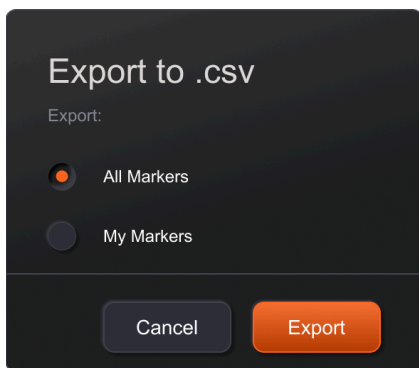 Export to .csv
Export:
All Markers
My Markers
Cancel Export